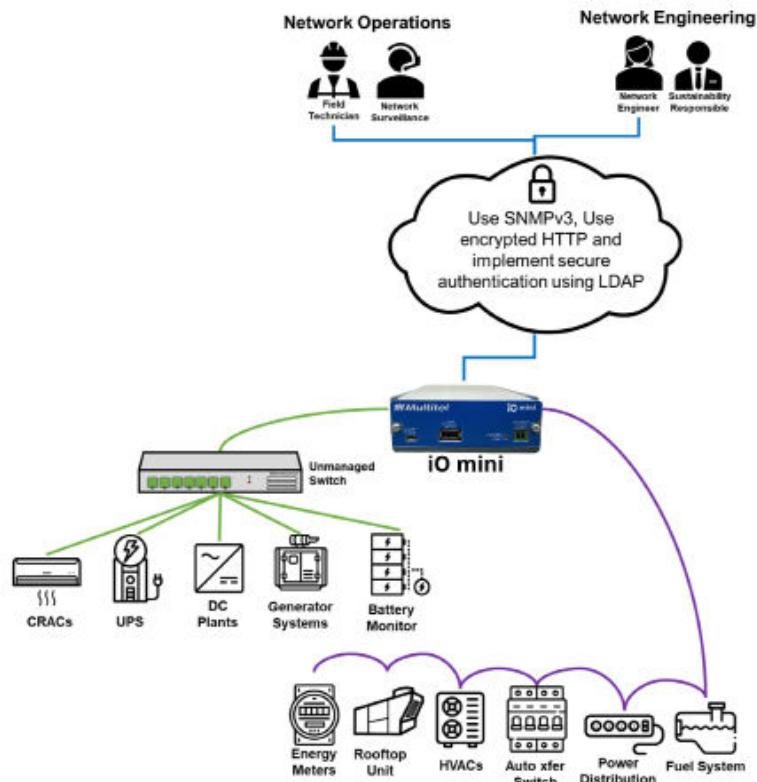 Network Operations
Network Engineering
Field
Technician
Network
Surveillance
Network
Engineer
Sustainability
Responsible
Use SNMPv3, Use
encrypted HTTP and
implement secure
authentication using LDAP
Multitel
iO mini
iO mini
Unmanaged
Switch
CRACs
UPS
DC
Plants
Generator
Systems
Battery
Monitor
Energy
Meters
Rooftop
Unit
HVACs
Auto xfer
Switch
Power
Distribution
Fuel System